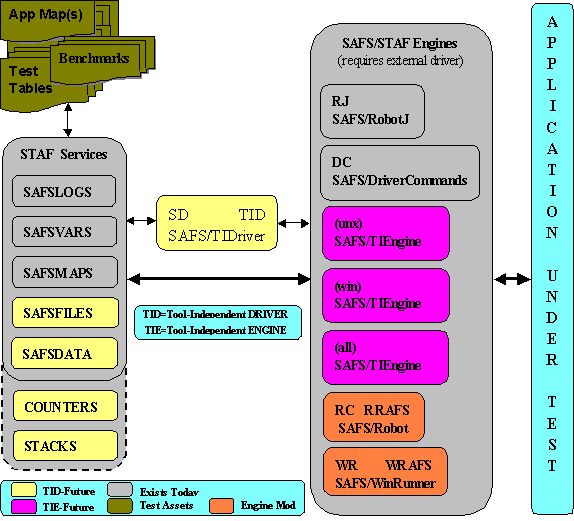 App Map(s)
Benchmarks
Test
Tables
STAF Services
SAFSLOGS
SAFSVARS
SAFSMAPS
SAFSFILES
SAFSDATA
COUNTERS
STACKS
SD TID
SAFS/TIDriver
TID=Tool-Independent DRIVER
TIE=Tool-Independent ENGINE
SAFS/STAF Engines
(requires external driver)
RJ
SAFS/RobotJ
DC
SAFS/DriverCommands
(unx)
SAFS/TIEngine
(win)
SAFS/TIEngine
(all)
SAFS/TIEngine
RC RRAFS
SAFS/Robot
WR WRAFS
SAFS/WinRunner
APPLICATION UNDER TEST
TID-Future
Exists Today
TIE-Future
Test Assets
Engine Mod